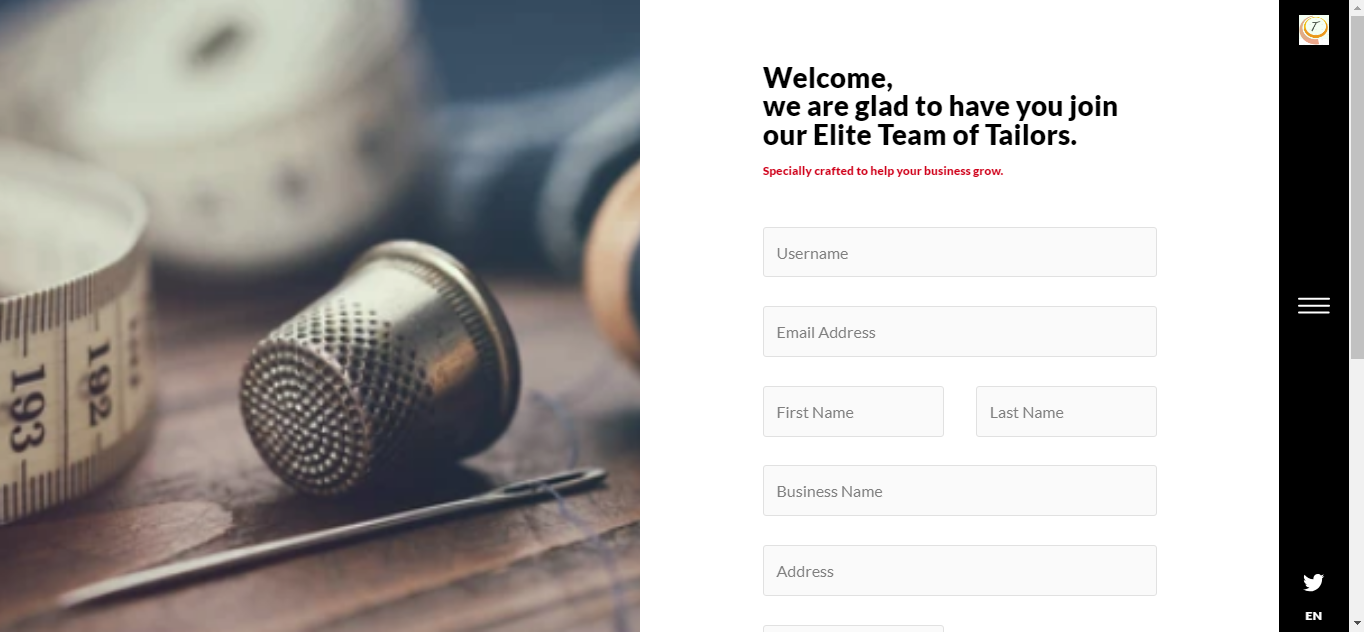 Welcome,
we are glad to have you join
our Elite Team of Tailors.
Specially crafted to help your business grow.
Username
Email Address
First Name
Last Name
Business Name
Address
T
EN
193
192